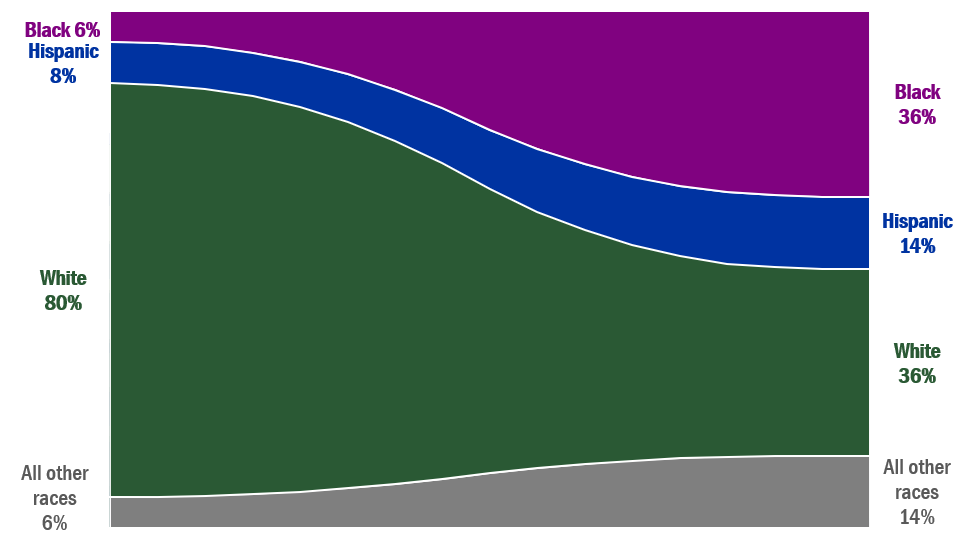 Black 6%
Hispanic
8%
White
80%
All other
races
6%
Black
36%
Hispanic
14%
White
36%
All other
races
14%